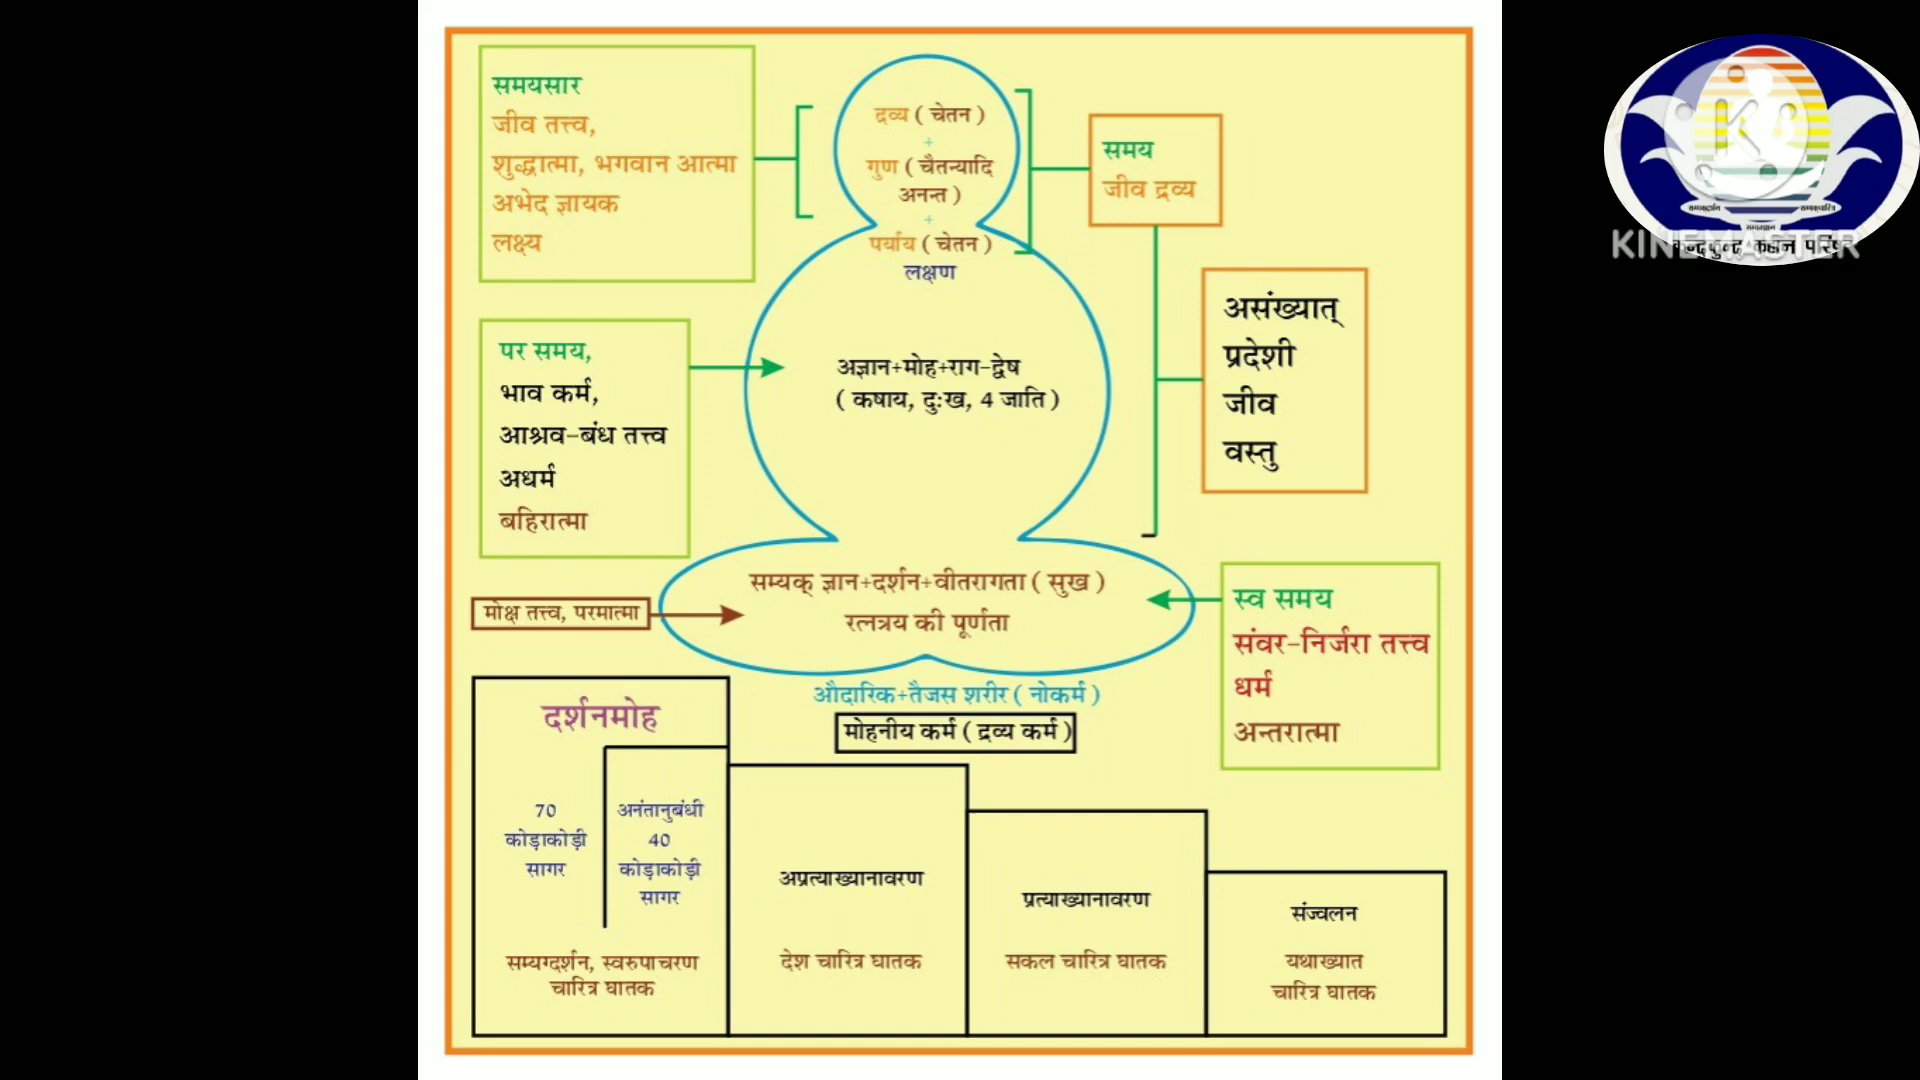 समयसार
जीव तत्त्व,
शुद्धात्मा, भगवान आत्मा
अभेद ज्ञायक
लक्ष्य
द्रव्य ( चेतन )
+
गुण ( चैतन्यादि
अनन्त )
+
पर्याय ( चेतन )
लक्षण
समय
जीव द्रव्य
असंख्यात्
प्रदेशी
जीव
वस्तु
पर समय,
भाव कर्म,
आश्रव-बंध तत्त्व
अधर्म
बहिरात्मा
अज्ञान+मोह+राग-द्वेष
( कषाय, दुःख, 4 जाति )
सम्यक् ज्ञान+दर्शन+वीतरागता ( सुख )
रत्नत्रय की पूर्णता
मोक्ष तत्त्व, परमात्मा
स्व समय
संवर-निर्जरा तत्त्व
धर्म
अन्तरात्मा
औदारिक+तैजस शरीर ( नोकर्म )
मोहनीय कर्म ( द्रव्य कर्म )
दर्शनमोह
70
कोड़ाकोड़ी
सागर
अनंतानुबंधी
40
कोड़ाकोड़ी
सागर
सम्यग्दर्शन, स्वरुपाचरण
चारित्र घातक
अप्रत्याख्यानावरण
देश चारित्र घातक
प्रत्याख्यानावरण
सकल चारित्र घातक
संज्वलन
यथाख्यात
चारित्र घातक
KINEMASTER